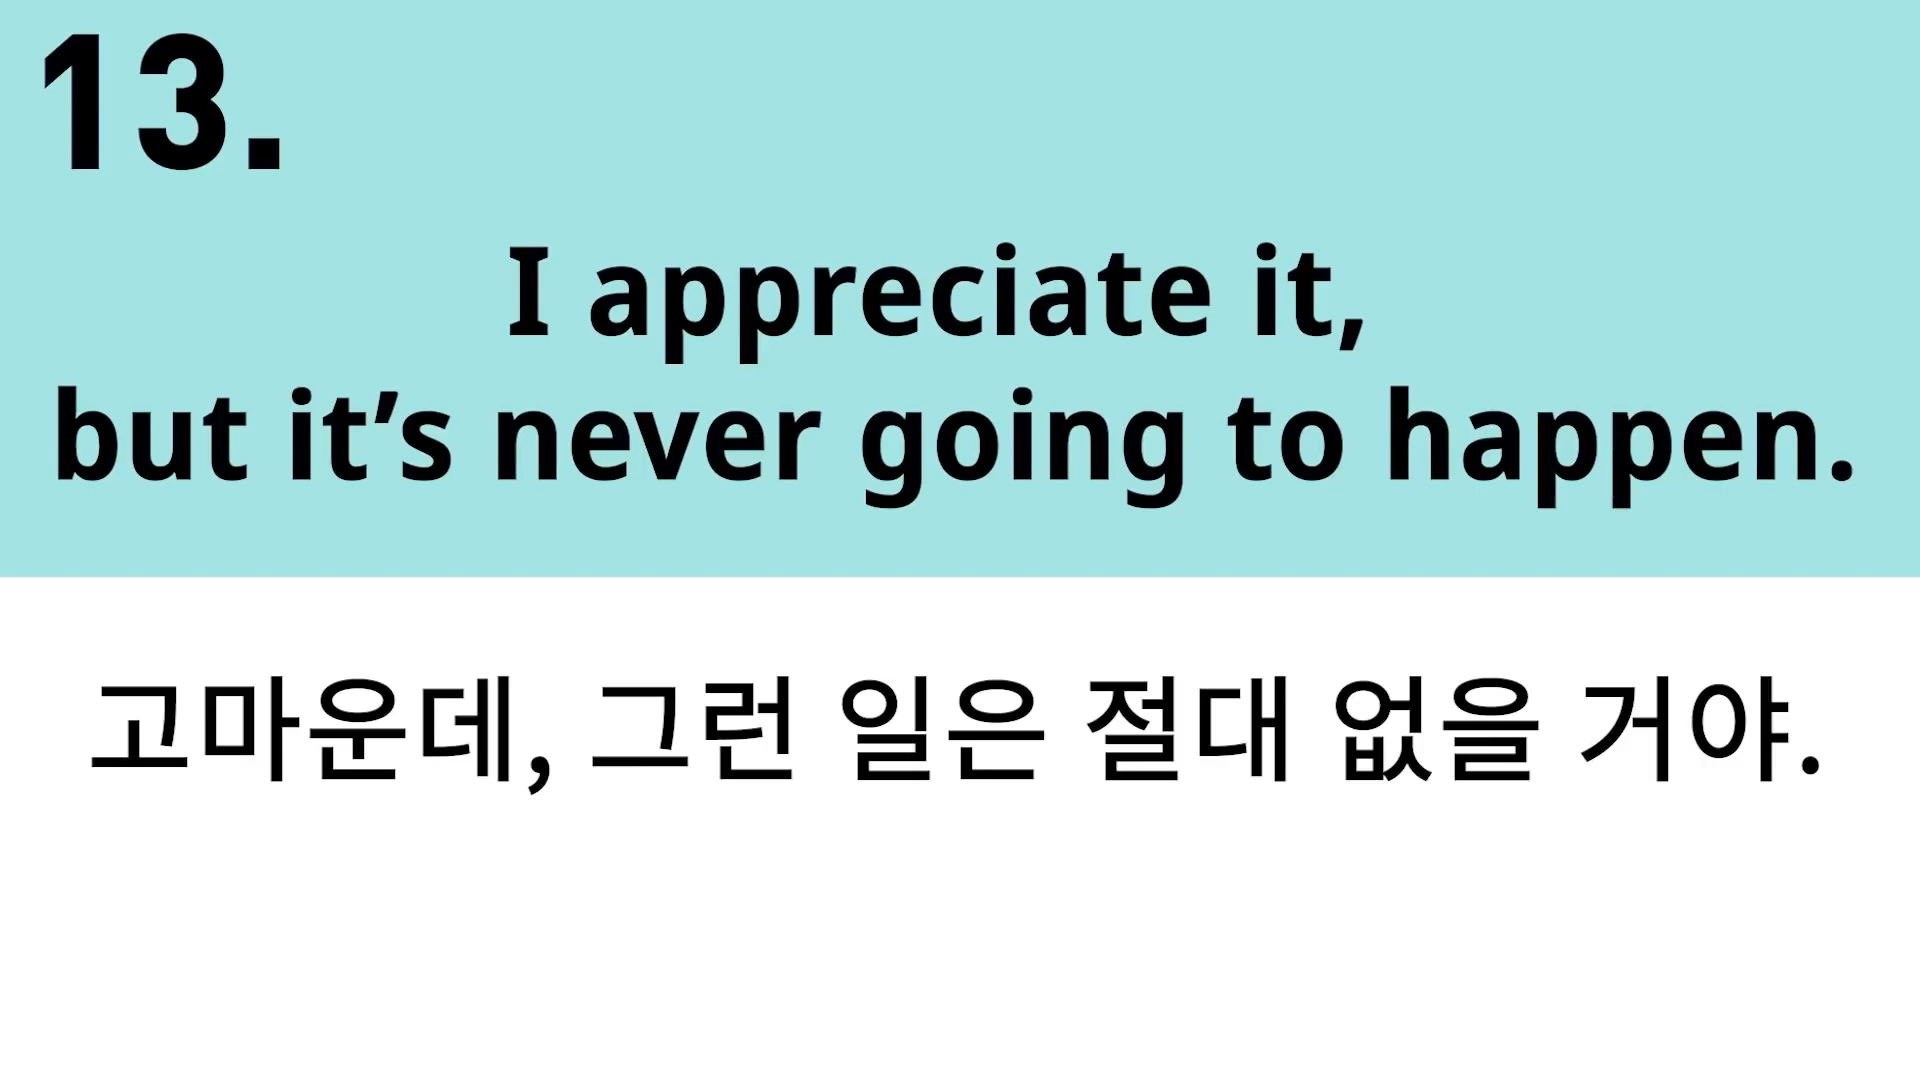 13.
I appreciate it,
but it’s never going to happen.
고마운데, 그런 일은 절대 없을 거야.